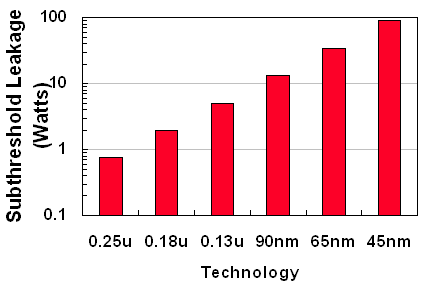 Subthreshold Leakage
(Watts)
100
10
1
0.1
0.25u 0.18u 0.13u 90nm 65nm 45nm
Technology